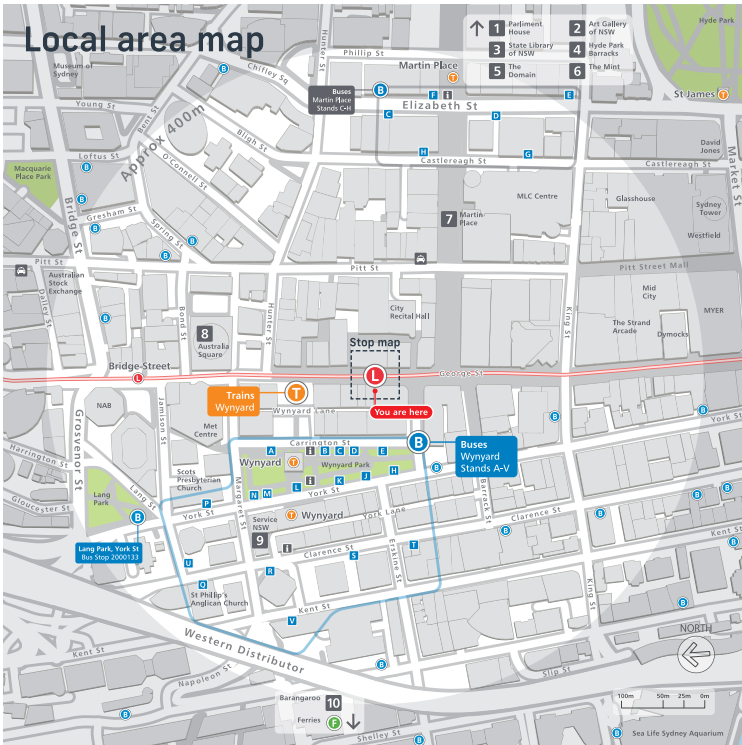 Local area map
Hyde Park
1
Parliment
House
2
Art Gallery
of NSW
3
State Library
of NSW
4
Hyde Park
Barracks
5
The
Domain
6
The Mint
Hunter St
Phillip St
Museum of
Sydney
Chifley Sq
Martin Place
T
St James
T
Buses
Martin Place
Stands C-H
B
F
i
E
Elizabeth St
Young St
Bent St
Approx 400m
Bligh St
C
D
H
G
Castlereagh St
Castlereagh St
David
Jones
Market St
Loftus St
O'Connell St
Macquarie
Place Park
Bridge St
Gresham St
Spring St
MLC Centre
Glasshouse
Sydney
Tower
Westfield
7
Martin
Place
Pitt St
Pitt St
Pitt Street Mall
Australian
Stock
Exchange
Dalley St
Bond St
Hunter St
City
Recital Hall
King St
Mid
City
The Strand
Arcade
Dymocks
MYER
8
Australia
Square
Stop map
Bridge Street
L
L
George St
Trains
Wynyard
T
You are here
Wynyard Lane
NAB
Grosvenor St
Jamison St
Met
Centre
Carrington St
B
Buses
Wynyard
Stands A-V
York St
A
i
B
C
D
E
Wynyard
T
Wynyard Park
H
J
K
i
L
M
N
York St
Harrington St
Gloucester St
Lang
Park
Lang St
Scots
Presbyterian
Church
Margaret St
P
York St
B
Lang Park, York St
Bus Stop 2000133
Service
NSW
T
Wynyard
York Lane
Barrack St
Clarence St
9
i
Clarence St
S
Erskine St
T
Kent St
U
Q
R
St Phillip's
Anglican Church
Kent St
V
King St
Western Distributor
NORTH
Kent St
Napoleon St
Slip St
Barangaroo
10
Ferries
F
Shelley St
100m
50m
25m
0m
Sea Life Sydney Aquarium